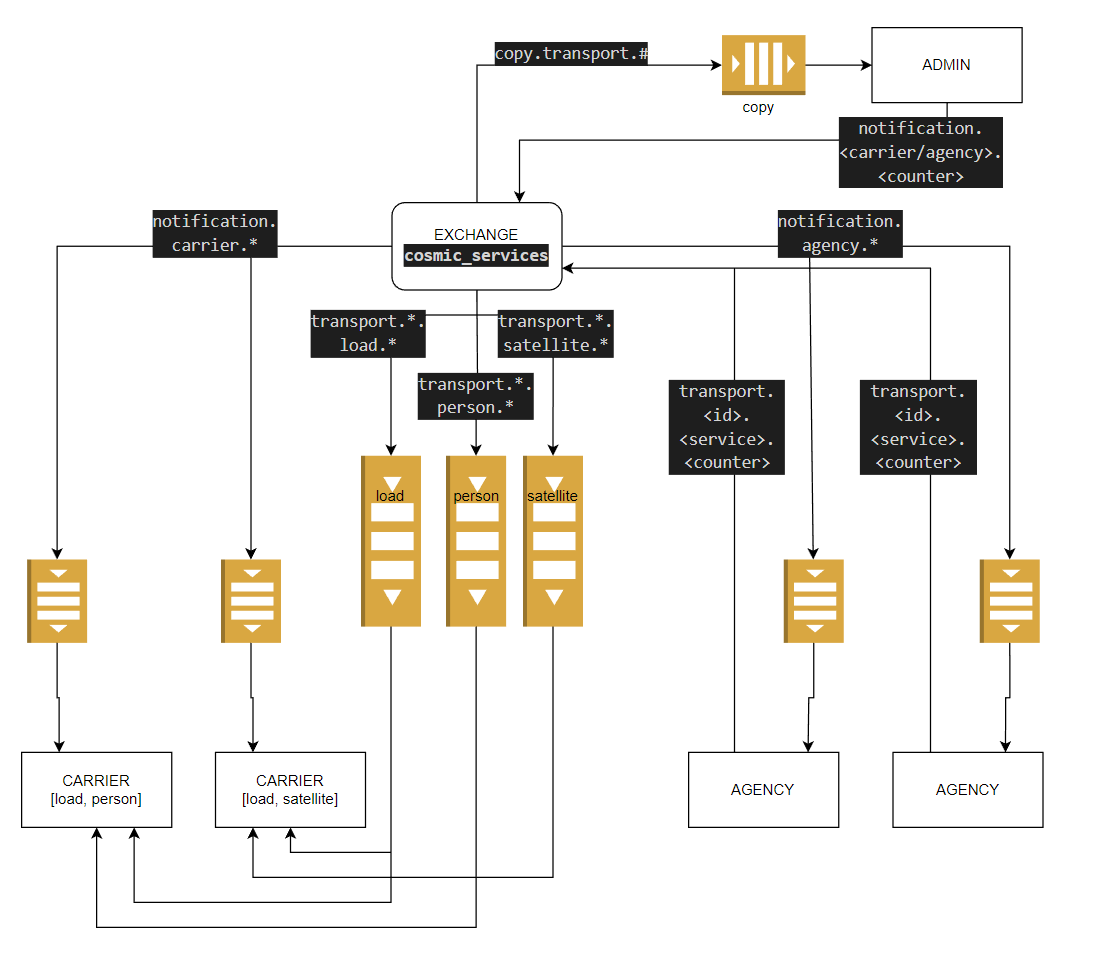 copy.transport.#
ADMIN
copy
notification.
<carrier/agency>.
<counter>
notification.
carrier.*
EXCHANGE
cosmic_services
notification.
agency.*
transport.*.
load.*
transport.*.
satellite.*
transport.*.
person.*
transport.
<id>.
<service>.
<counter>
transport.
<id>.
<service>.
<counter>
load
person
satellite
CARRIER
[load, person]
CARRIER
[load, satellite]
AGENCY
AGENCY